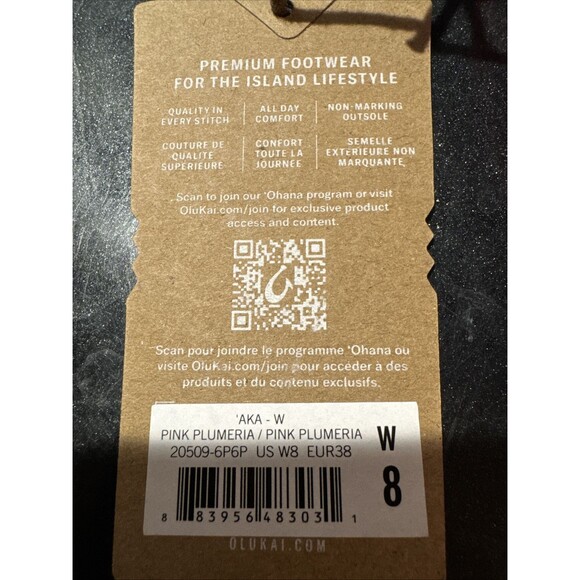 PREMIUM FOOTWEAR
FOR THE ISLAND LIFESTYLE
QUALITY IN
EVERY STITCH
ALL DAY
COMFORT
NON-MARKING
OUTSOLE
COUTURE DE
QUALITÉ
SUPÉRIEURE
CONFORT
TOUTE LA
JOURNÉE
SEMELLE
EXTÉRIEURE NON
MARQUANTE
Scan to join our 'Ohana program or visit
OluKai.com/join for exclusive product
access and content.
Scan pour joindre le programme 'Ohana ou
visite OluKai.com/join pour accéder à des
produits et du contenu exclusifs.
'AKA - W
PINK PLUMERIA / PINK PLUMERIA
20509-6P6P US W8 EUR38
W
8
8 83956 48303 1
OLUKAI.COM